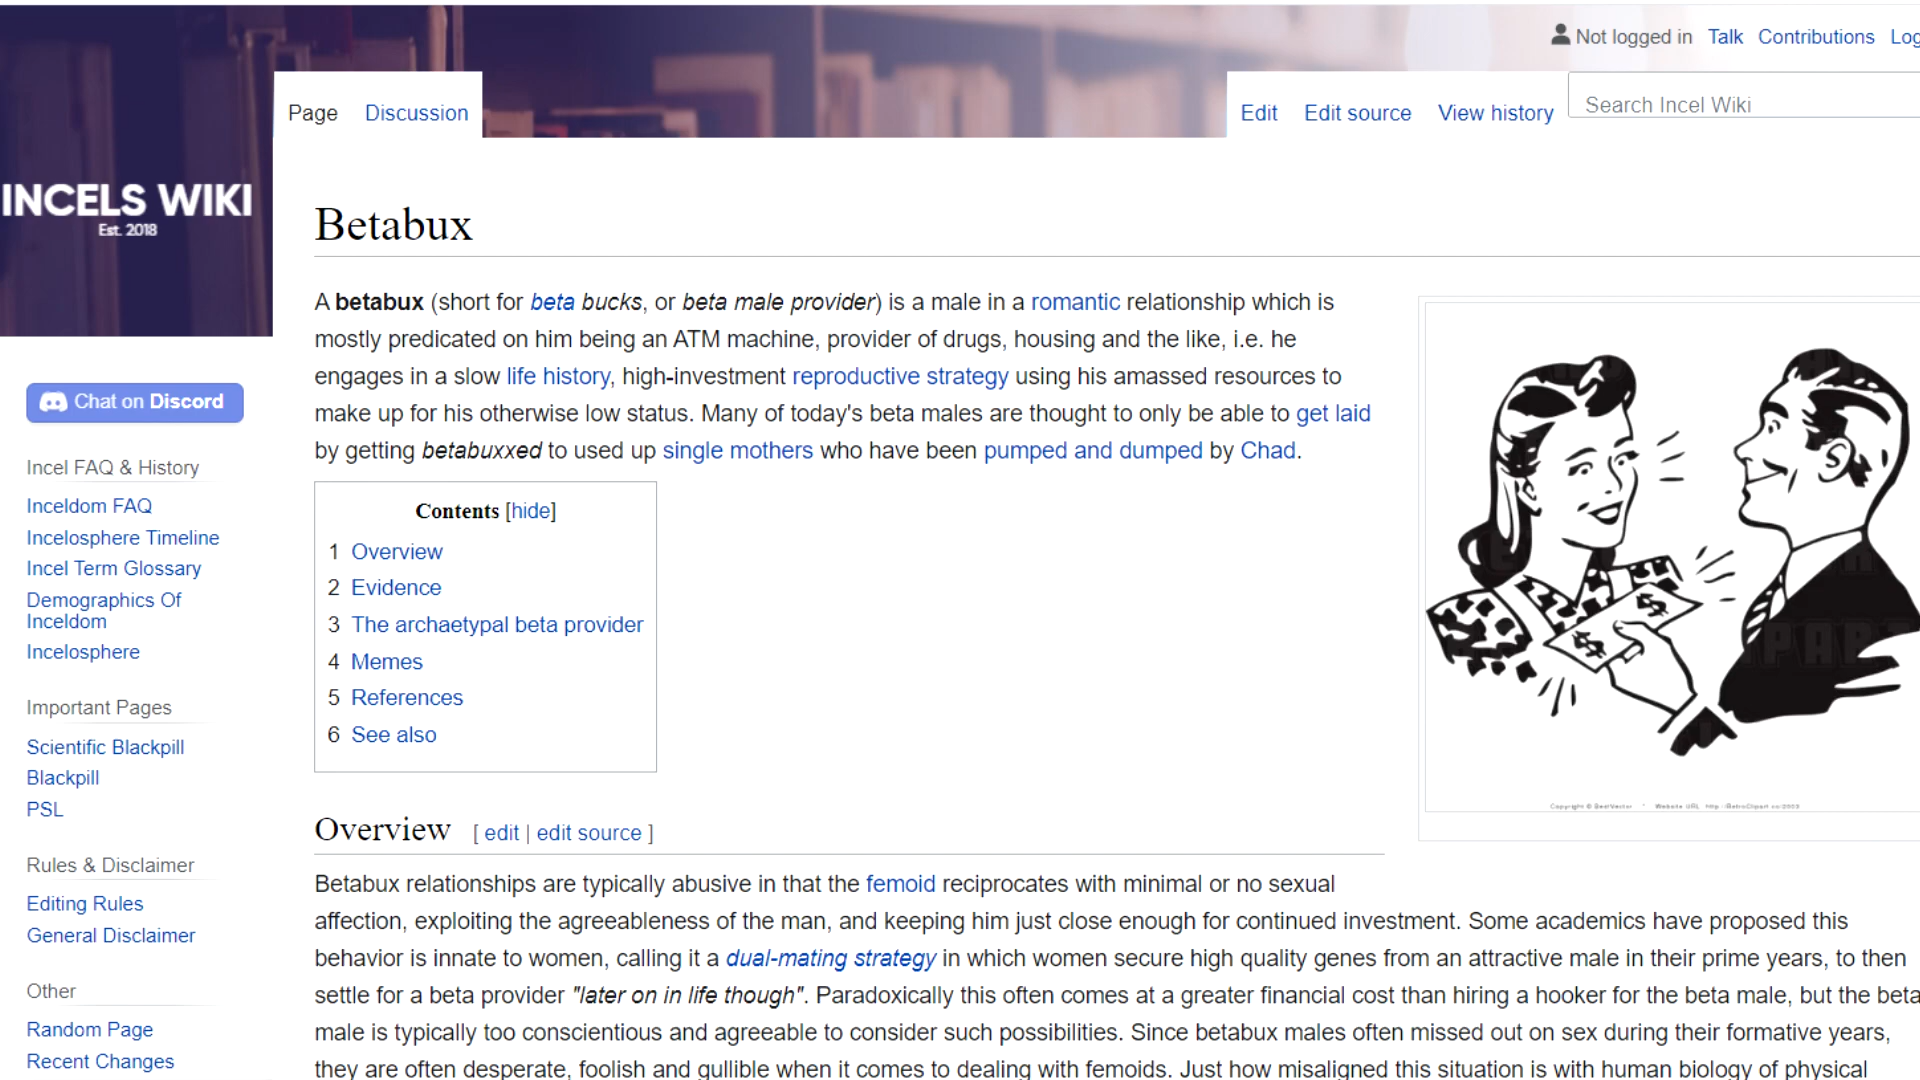 Not logged in Talk Contributions Log
Page Discussion
Edit Edit source View history
Search Incel Wiki
INCELS WIKI
Est. 2018
Chat on Discord
Incel FAQ & History
Inceldom FAQ
Incelosphere Timeline
Incel Term Glossary
Demographics Of
Inceldom
Incelosphere
Important Pages
Scientific Blackpill
Blackpill
PSL
Rules & Disclaimer
Editing Rules
General Disclaimer
Other
Random Page
Recent Changes
Betabux
A betabux (short for beta bucks, or beta male provider) is a male in a romantic relationship which is
mostly predicated on him being an ATM machine, provider of drugs, housing and the like, i.e. he
engages in a slow life history, high-investment reproductive strategy using his amassed resources to
make up for his otherwise low status. Many of today's beta males are thought to only be able to get laid
by getting betabuxxed to used up single mothers who have been pumped and dumped by Chad.
Contents [hide]
1 Overview
2 Evidence
3 The archaetypal beta provider
4 Memes
5 References
6 See also
$ $
Overview [ edit | edit source ]
Betabux relationships are typically abusive in that the femoid reciprocates with minimal or no sexual
affection, exploiting the agreeableness of the man, and keeping him just close enough for continued investment. Some academics have proposed this
behavior is innate to women, calling it a dual-mating strategy in which women secure high quality genes from an attractive male in their prime years, to then
settle for a beta provider "later on in life though". Paradoxically this often comes at a greater financial cost than hiring a hooker for the beta male, but the beta
male is typically too conscientious and agreeable to consider such possibilities. Since betabux males often missed out on sex during their formative years,
they are often desperate, foolish and gullible when it comes to dealing with femoids. Just how misaligned this situation is with human biology of physical